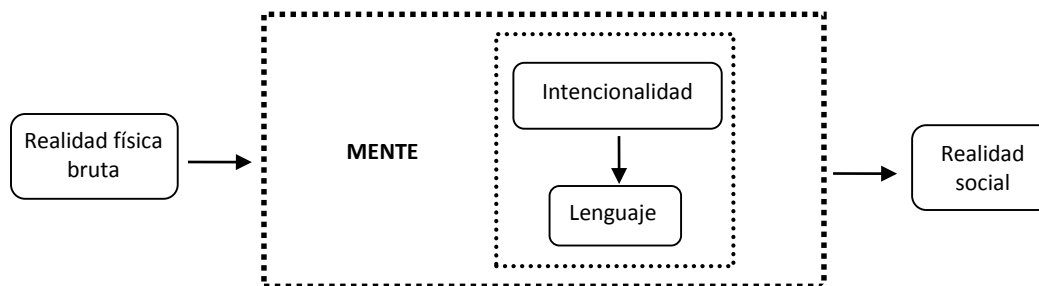 Realidad física
bruta
MENTE
Intencionalidad
Lenguaje
Realidad
social